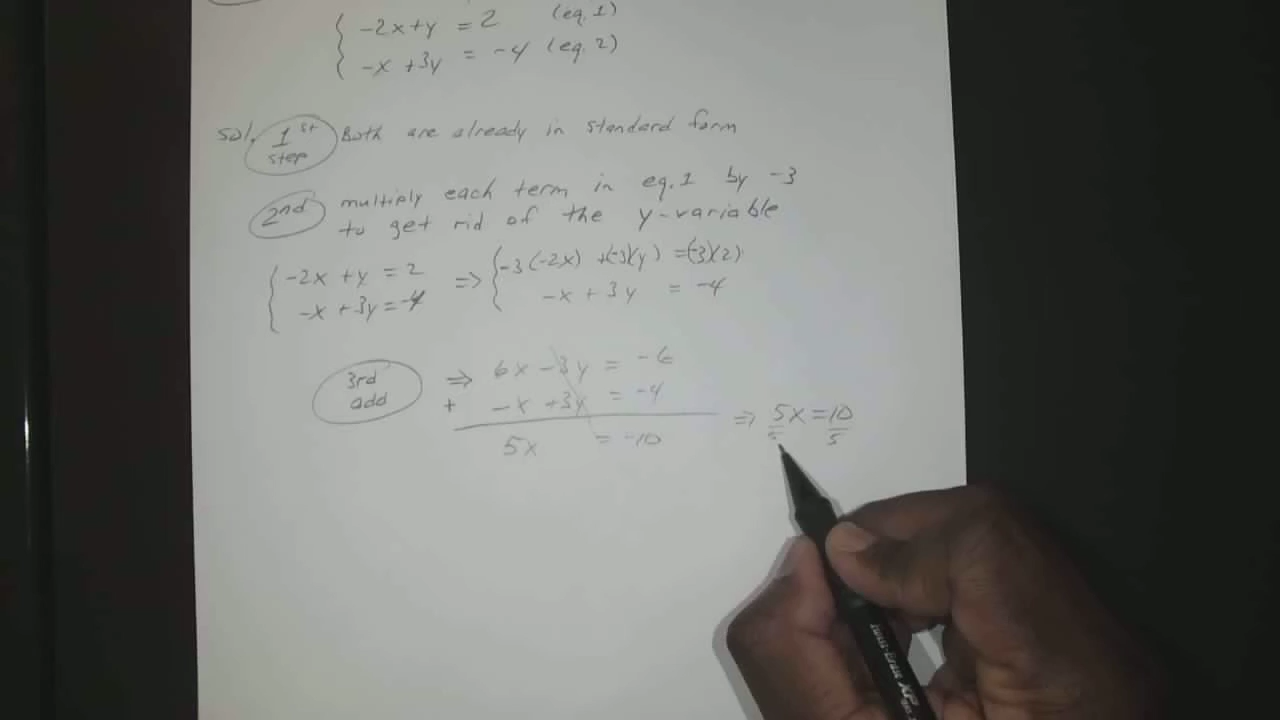 -2x+y = 2 (eq.1)
-x +3y = -4 (eq.2)
sol. 1st step Both are already in standard form
2nd multiply each term in eq.1 by -3
to get rid of the y-variable
-2x +y = 2 => -3(-2x) +(-3)(y) =(-3)(2)
-x +3y =-4 -x + 3y = -4
3rd add => 6x -3y = -6
+ -x +3y = -4
5x = -10 => 5x = 10
5 5